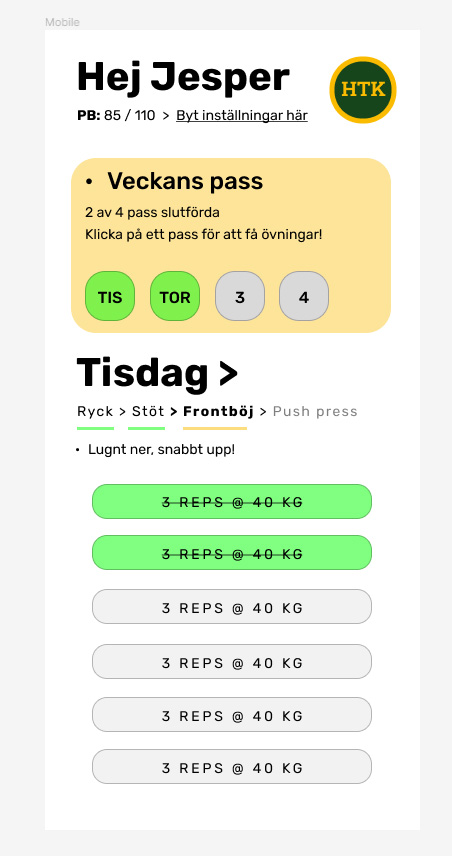 Mobile
Hej Jesper
HTK
PB: 85 / 110 > Byt inställningar här
• Veckans pass
2 av 4 pass slutförda
Klicka på ett pass för att få övningar!
TIS TOR 3 4
Tisdag >
Ryck > Stöt > Frontböj > Push press
• Lugnt ner, snabbt upp!
3 REPS @ 40 KG
3 REPS @ 40 KG
3 REPS @ 40 KG
3 REPS @ 40 KG
3 REPS @ 40 KG
3 REPS @ 40 KG